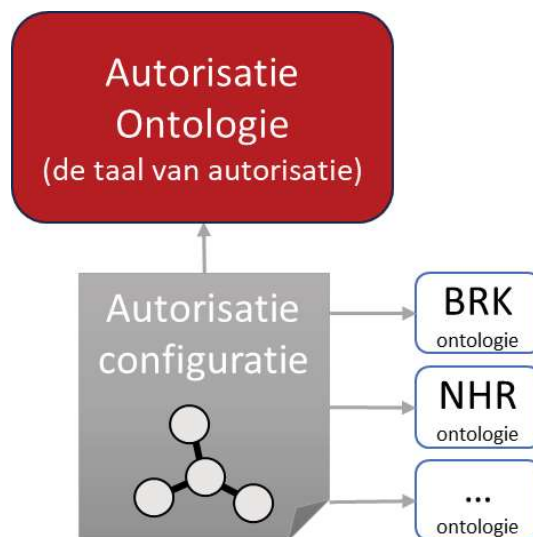 Autorisatie
Ontologie
(de taal van autorisatie)
Autorisatie
configuratie
BRK
ontologie
NHR
ontologie
...
ontologie